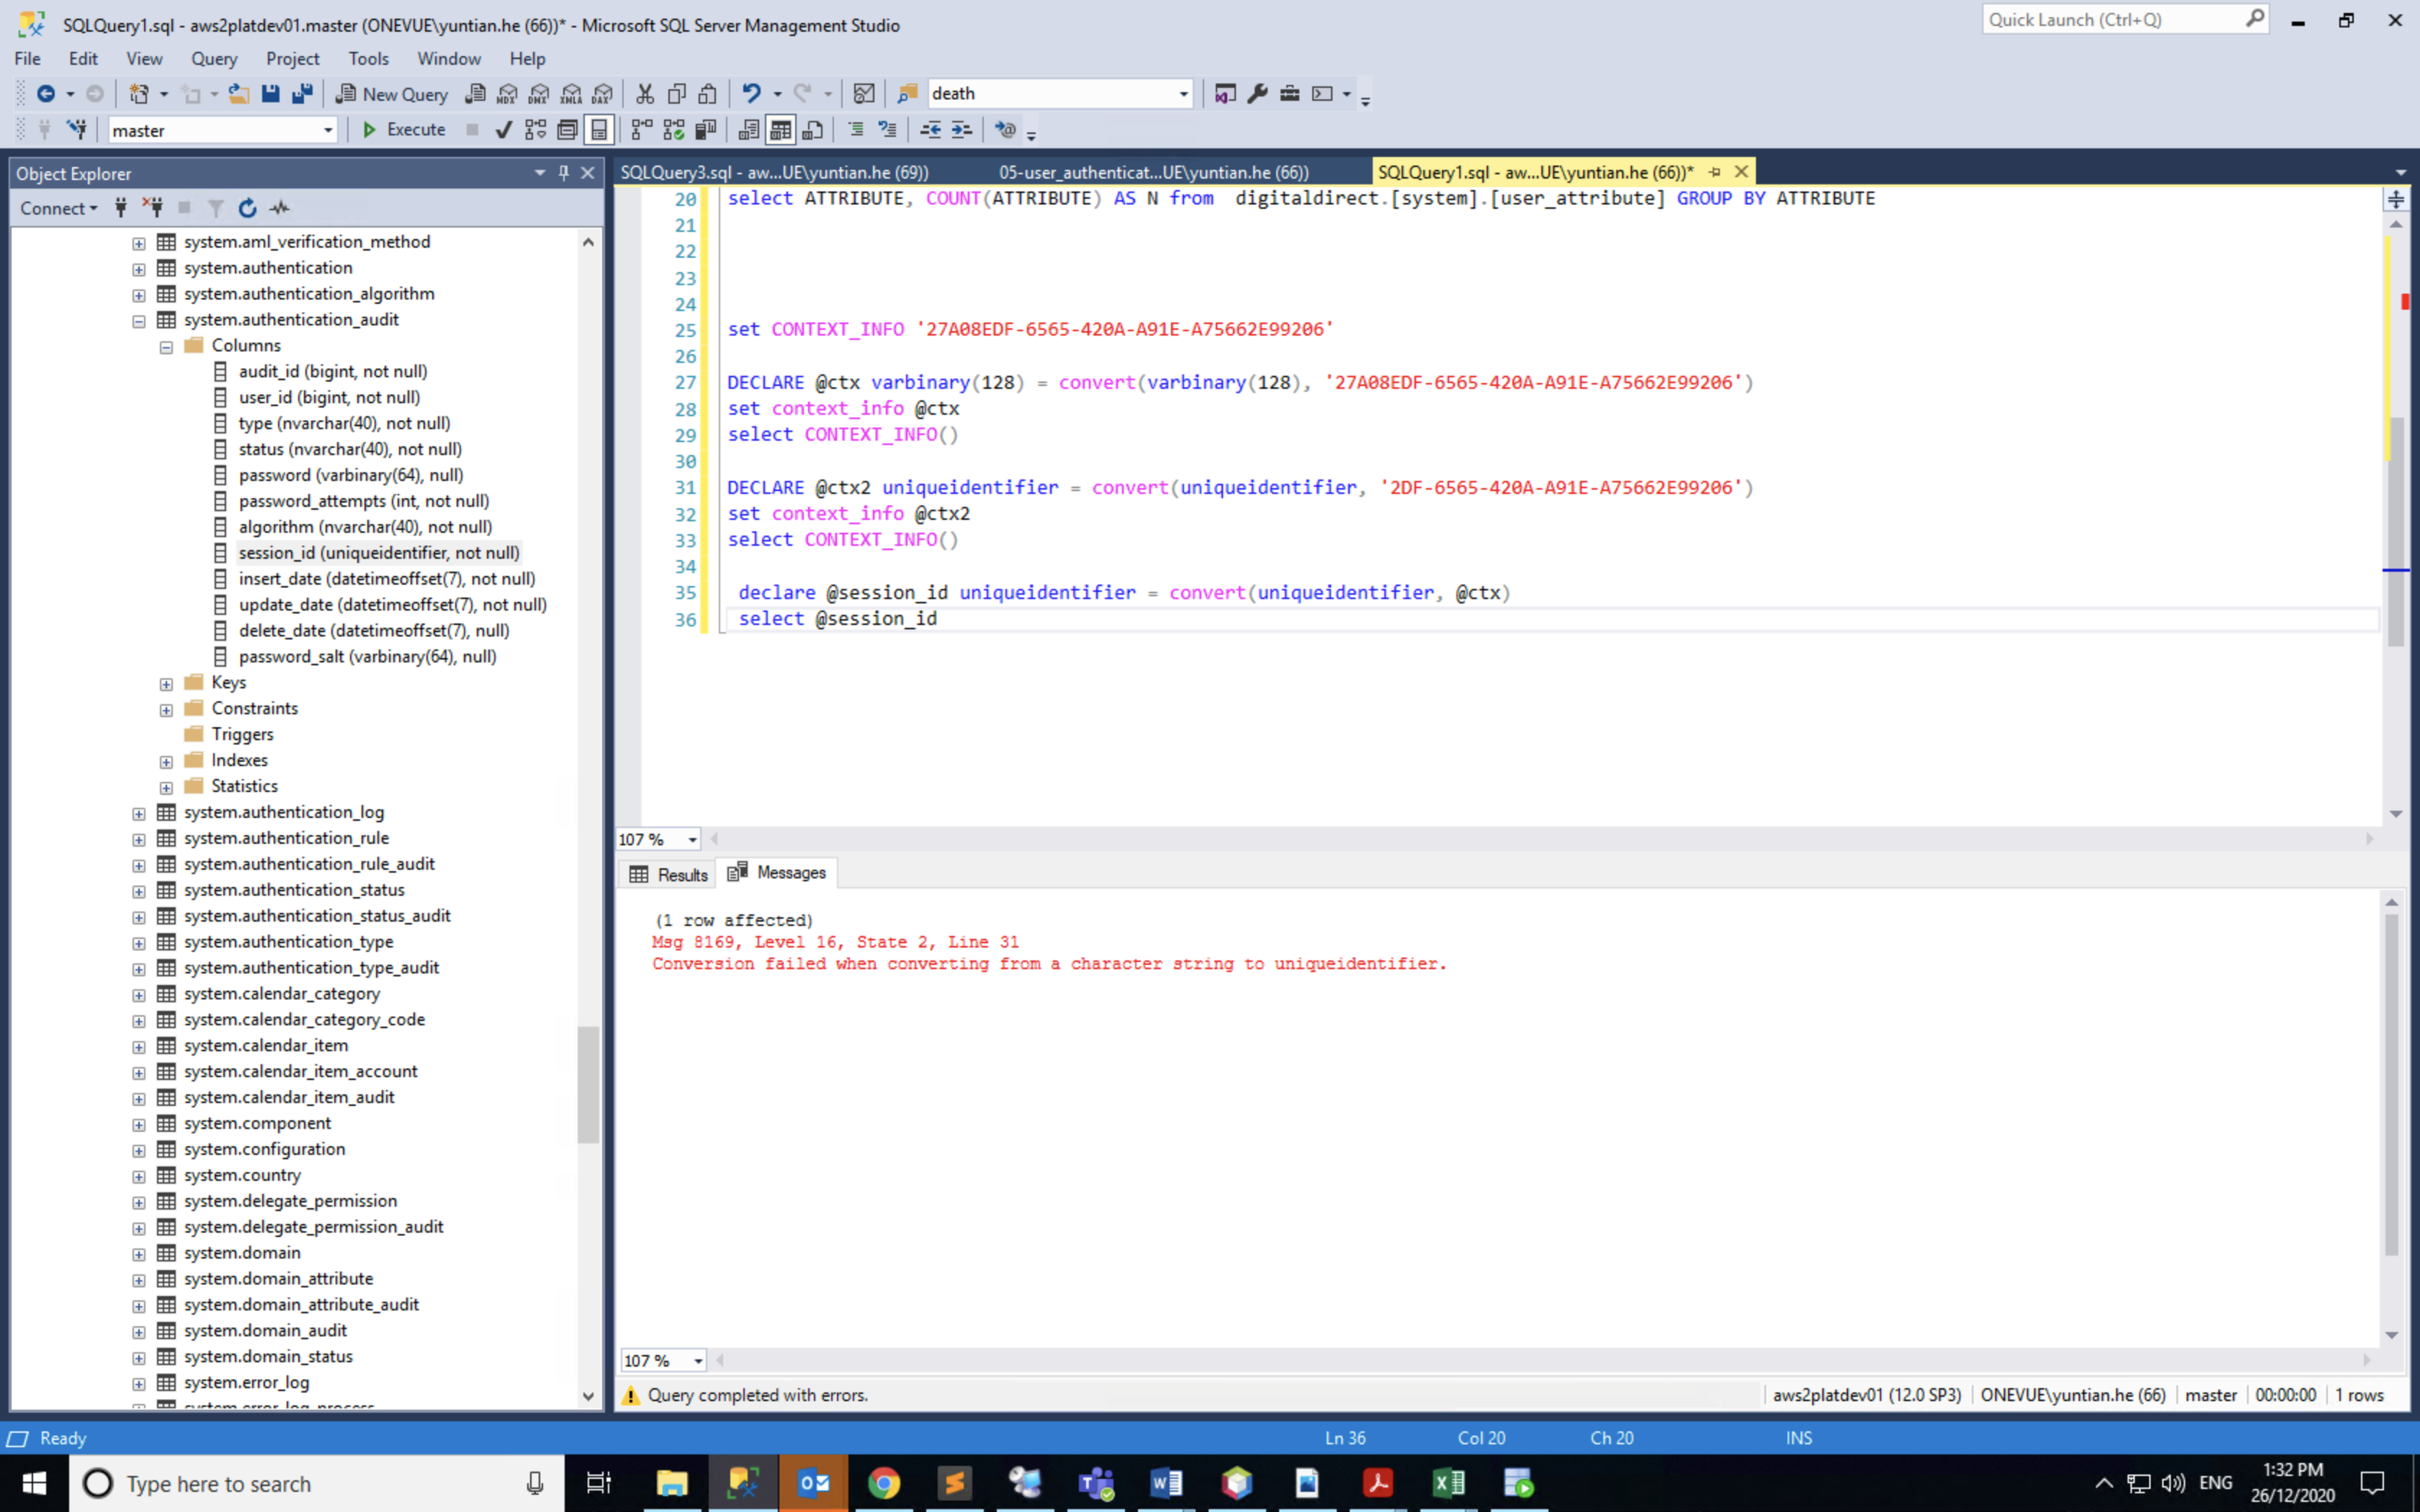 SQLQuery1.sql - aws2platdev01.master (ONEVUE\yuntian.he (66))* - Microsoft SQL Server Management Studio
Quick Launch (Ctrl+Q)
File Edit View Query Project Tools Window Help
New Query MDX DMX XMLA DAX death
master Execute
Object Explorer
SQLQuery3.sql - aw...UE\yuntian.he (69)) 05-user_authenticat...UE\yuntian.he (66)) SQLQuery1.sql - aw...UE\yuntian.he (66))*
Connect
system.aml_verification_method
system.authentication
system.authentication_algorithm
system.authentication_audit
Columns
audit_id (bigint, not null)
user_id (bigint, not null)
type (nvarchar(40), not null)
status (nvarchar(40), not null)
password (varbinary(64), null)
password_attempts (int, not null)
algorithm (nvarchar(40), not null)
session_id (uniqueidentifier, not null)
insert_date (datetimeoffset(7), not null)
update_date (datetimeoffset(7), not null)
delete_date (datetimeoffset(7), null)
password_salt (varbinary(64), null)
Keys
Constraints
Triggers
Indexes
Statistics
system.authentication_log
system.authentication_rule
system.authentication_rule_audit
system.authentication_status
system.authentication_status_audit
system.authentication_type
system.authentication_type_audit
system.calendar_category
system.calendar_category_code
system.calendar_item
system.calendar_item_account
system.calendar_item_audit
system.component
system.configuration
system.country
system.delegate_permission
system.delegate_permission_audit
system.domain
system.domain_attribute
system.domain_attribute_audit
system.domain_audit
system.domain_status
system.error_log
system.error_log_process
20 select ATTRIBUTE, COUNT(ATTRIBUTE) AS N from digitaldirect.[system].[user_attribute] GROUP BY ATTRIBUTE
21
22
23
24
25 set CONTEXT_INFO '27A08EDF-6565-420A-A91E-A75662E99206'
26
27 DECLARE @ctx varbinary(128) = convert(varbinary(128), '27A08EDF-6565-420A-A91E-A75662E99206')
28 set context_info @ctx
29 select CONTEXT_INFO()
30
31 DECLARE @ctx2 uniqueidentifier = convert(uniqueidentifier, '2DF-6565-420A-A91E-A75662E99206')
32 set context_info @ctx2
33 select CONTEXT_INFO()
34
35 declare @session_id uniqueidentifier = convert(uniqueidentifier, @ctx)
36 select @session_id
107 %
Results Messages
(1 row affected)
Msg 8169, Level 16, State 2, Line 31
Conversion failed when converting from a character string to uniqueidentifier.
107 %
Query completed with errors. aws2platdev01 (12.0 SP3) ONEVUE\yuntian.he (66) master 00:00:00 1 rows
Ready Ln 36 Col 20 Ch 20 INS
Type here to search
ENG
1:32 PM
26/12/2020